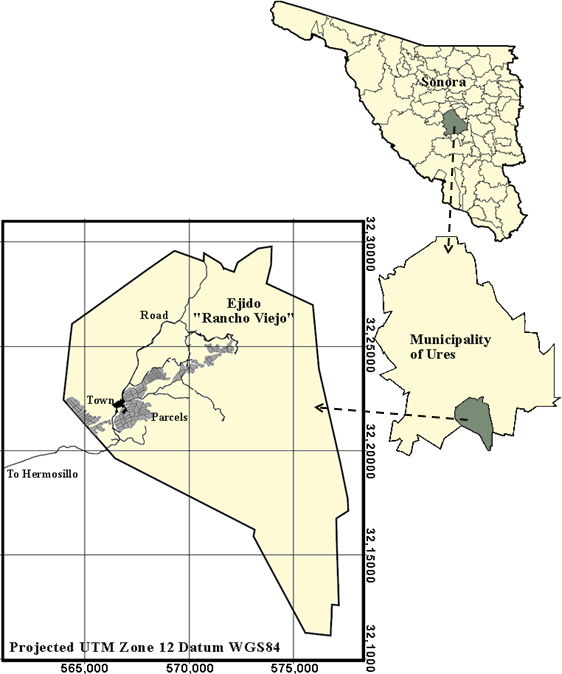 Sonora
Ejido
"Rancho Viejo"
Road
Municipality
of Ures
Town
Parcels
To Hermosillo
Projected UTM Zone 12 Datum WGS84
32,30000
32,25000
32,20000
32,15000
32,1000
565,000
570,000
575,000